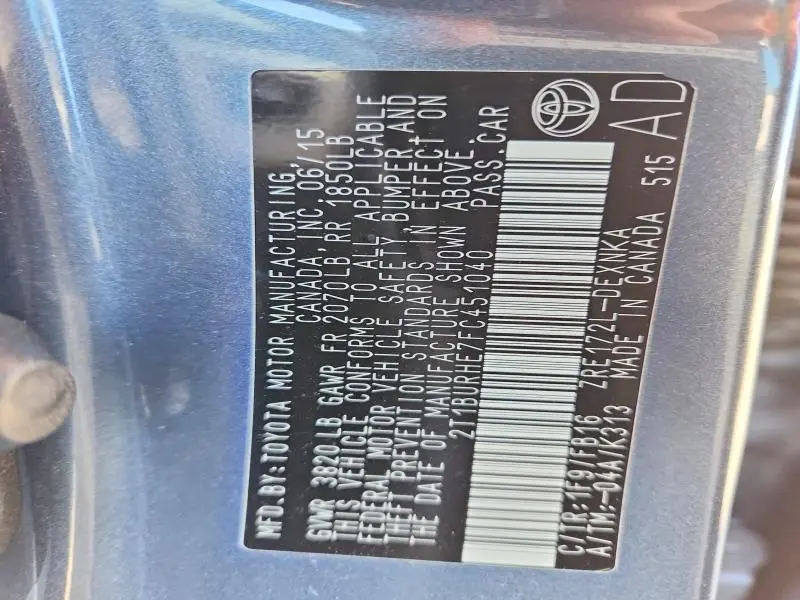 MFD.BY:TOYOTA MOTOR MANUFACTURING,
CANADA, INC. 06/15
GVWR 3820LB GAWR FR 2070LB, RR 1850LB
THIS VEHICLE CONFORMS TO ALL APPLICABLE
FEDERAL MOTOR VEHICLE SAFETY, BUMPER, AND
THEFT PREVENTION STANDARDS IN EFFECT ON
THE DATE OF MANUFACTURE SHOWN ABOVE.
2T1BURHE7FC451040 PASS.CAR
C/TR:1F9/FB16 ZRE172L-DEXNKA
A/TM:-04A/K313 MADE IN CANADA 515 AD